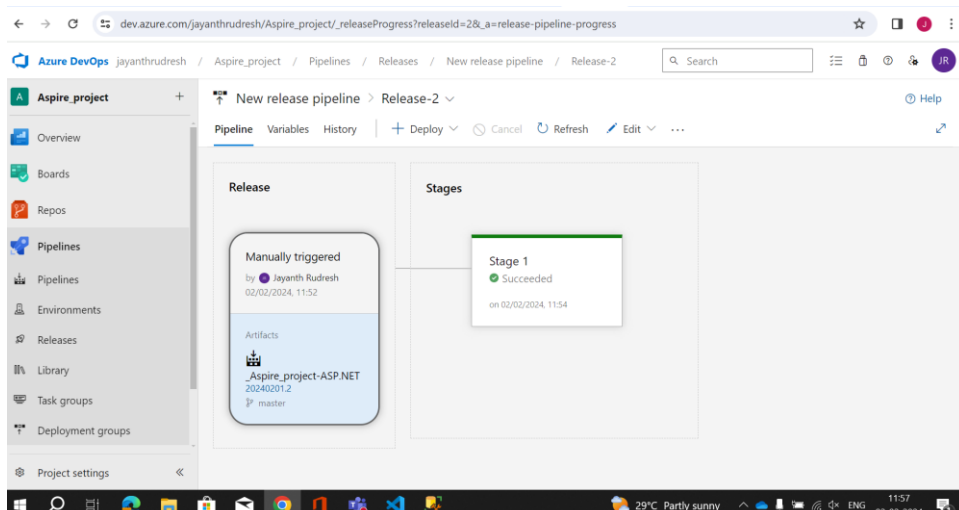 dev.azure.com/jayanthrudresh/Aspire_project/_releaseProgress?releaseId=2&_a=release-pipeline-progress
J
Azure DevOps jayanthrudresh / Aspire_project / Pipelines / Releases / New release pipeline / Release-2 Search JR
A Aspire_project + New release pipeline > Release-2 Help
Pipeline Variables History + Deploy Cancel Refresh Edit ...
Overview
Boards
Repos
Pipelines
Pipelines
Environments
Releases
Library
Task groups
Deployment groups
Project settings
Release
Manually triggered
by Jayanth Rudresh
02/02/2024, 11:52
Artifacts
_Aspire_project-ASP.NET
20240201.2
master
Stages
Stage 1
Succeeded
on 02/02/2024, 11:54
29°C Partly sunny ENG 11:57